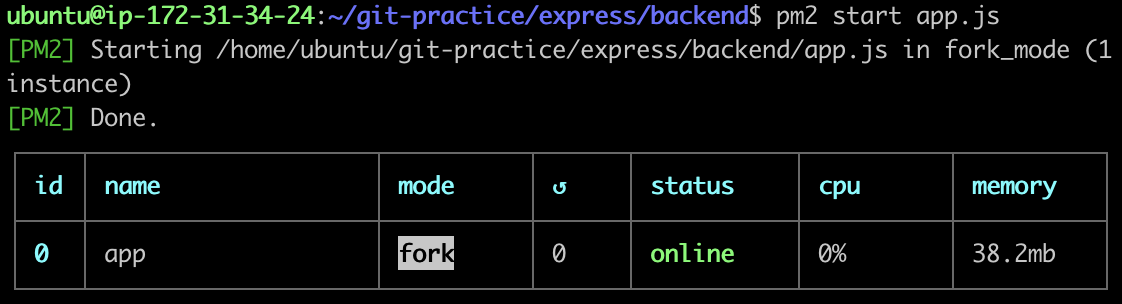 ubuntu@ip-172-31-34-24:~/git-practice/express/backend$ pm2 start app.js
[PM2] Starting /home/ubuntu/git-practice/express/backend/app.js in fork_mode (1
instance)
[PM2] Done.
id name mode ↺ status cpu memory
0 app fork 0 online 0% 38.2mb